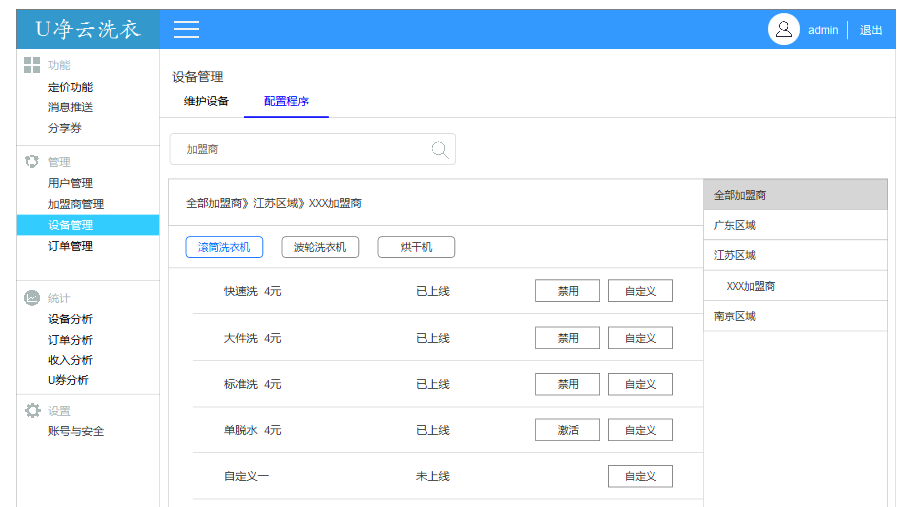 U净云洗衣
admin
退出
功能
定价功能
消息推送
分享券
管理
用户管理
加盟商管理
设备管理
订单管理
统计
设备分析
订单分析
收入分析
U券分析
设置
账号与安全
设备管理
维护设备 配置程序
加盟商
全部加盟商》江苏区域》XXX加盟商
滚筒洗衣机 波轮洗衣机 烘干机
快速洗 4元 已上线 禁用 自定义
大件洗 4元 已上线 禁用 自定义
标准洗 4元 已上线 禁用 自定义
单脱水 4元 已上线 激活 自定义
自定义一 未上线 自定义
全部加盟商
广东区域
江苏区域
XXX加盟商
南京区域